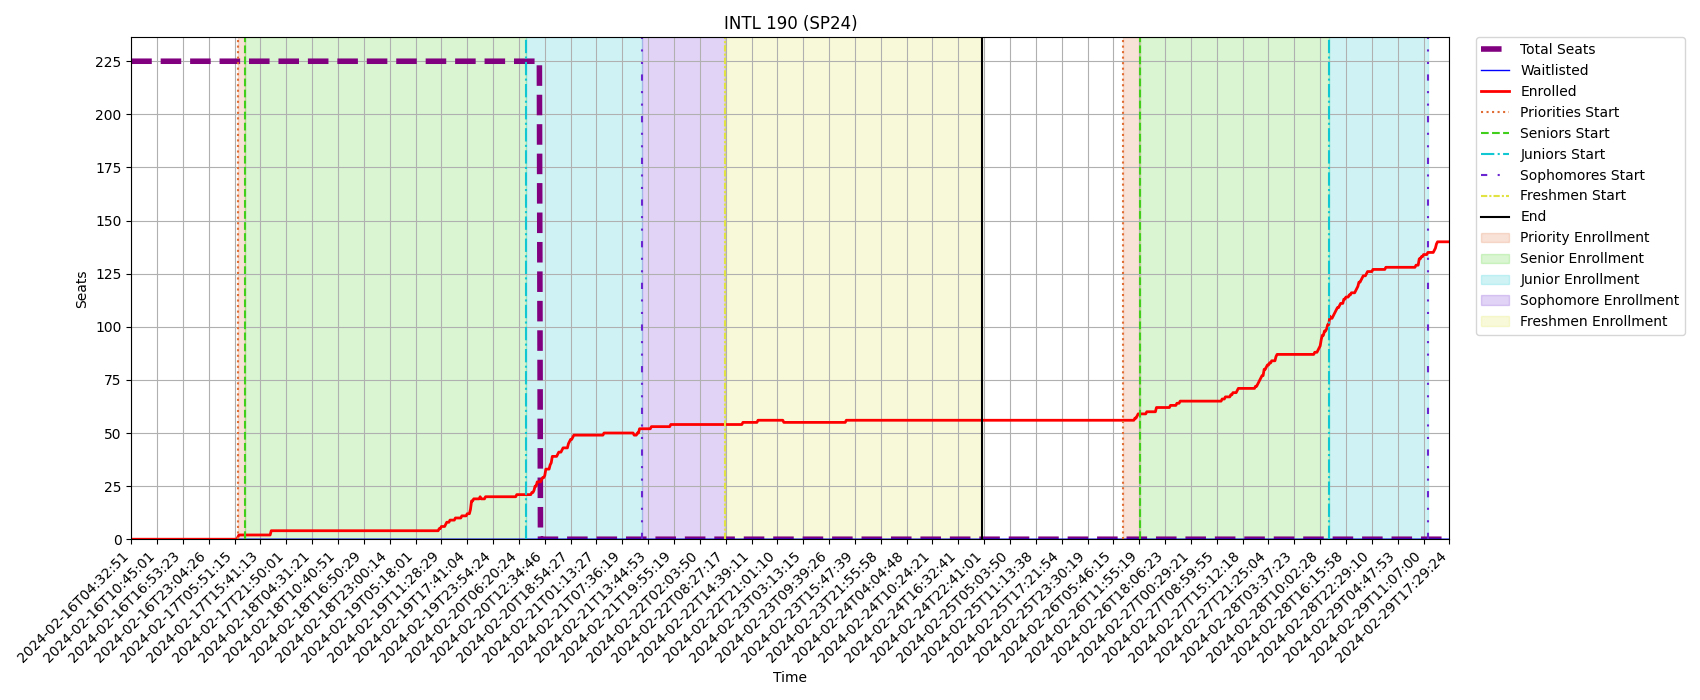 INTL 190 (SP24)
Seats
225
200
175
150
125
100
75
50
25
0
2024-02-16T04:32:51
2024-02-16T10:45:01
2024-02-16T16:53:23
2024-02-16T23:04:26
2024-02-17T05:51:15
2024-02-17T15:41:13
2024-02-17T21:50:01
2024-02-18T04:31:21
2024-02-18T10:40:51
2024-02-18T16:50:29
2024-02-18T23:00:14
2024-02-19T05:18:01
2024-02-19T11:28:29
2024-02-19T17:41:04
2024-02-19T23:54:24
2024-02-20T06:20:24
2024-02-20T12:34:46
2024-02-20T18:54:27
2024-02-21T01:13:27
2024-02-21T07:36:19
2024-02-21T13:44:53
2024-02-21T19:55:19
2024-02-22T02:03:50
2024-02-22T08:27:17
2024-02-22T14:39:11
2024-02-22T21:01:10
2024-02-23T03:13:15
2024-02-23T09:39:26
2024-02-23T15:47:39
2024-02-23T21:55:58
2024-02-24T04:04:48
2024-02-24T10:24:21
2024-02-24T16:32:41
2024-02-24T22:41:01
2024-02-25T05:03:50
2024-02-25T11:13:38
2024-02-25T17:21:54
2024-02-25T23:30:19
2024-02-26T05:46:15
2024-02-26T11:55:19
2024-02-26T18:06:23
2024-02-27T00:29:21
2024-02-27T08:59:55
2024-02-27T15:12:18
2024-02-27T21:25:04
2024-02-28T03:37:23
2024-02-28T10:02:28
2024-02-28T16:15:58
2024-02-28T22:29:10
2024-02-29T04:47:53
2024-02-29T11:07:00
2024-02-29T17:29:24
Time
Total Seats
Waitlisted
Enrolled
Priorities Start
Seniors Start
Juniors Start
Sophomores Start
Freshmen Start
End
Priority Enrollment
Senior Enrollment
Junior Enrollment
Sophomore Enrollment
Freshmen Enrollment